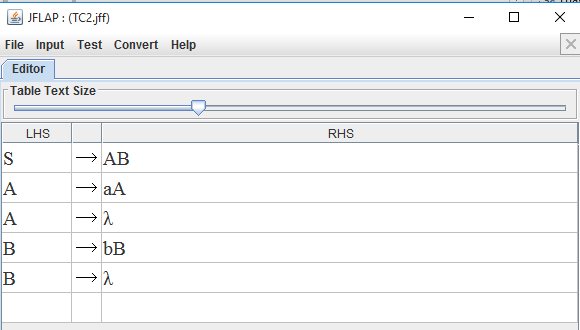 JFLAP : (TC2.jff)
File Input Test Convert Help
Editor
Table Text Size
LHS RHS
S → AB
A → aA
A → λ
B → bB
B → λ